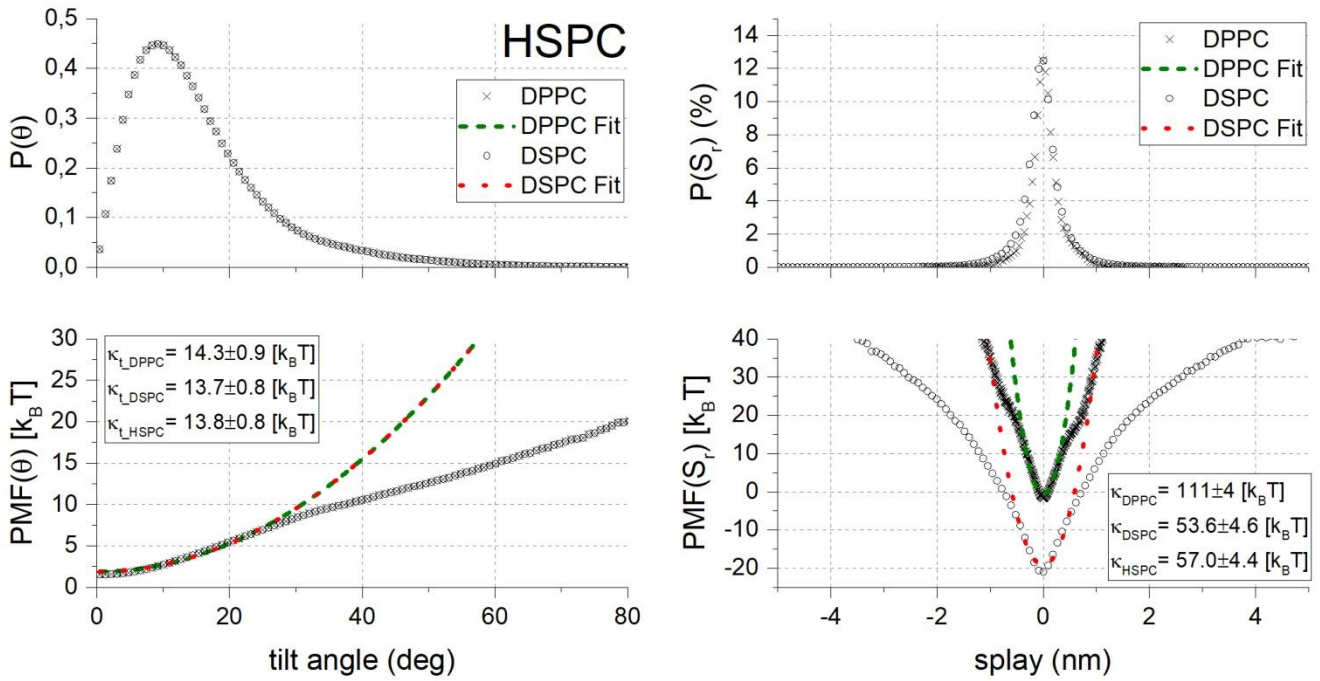 HSPC
0,5
0,4
0,3
0,2
0,1
0,0
P(θ)
DPPC
DPPC Fit
DSPC
DSPC Fit
14
12
10
8
6
4
2
0
P(S_r) (%)
DPPC
DPPC Fit
DSPC
DSPC Fit
30
25
20
15
10
5
0
PMF(θ) [k_BT]
κ_t_DPPC= 14.3±0.9 [k_BT]
κ_t_DSPC= 13.7±0.8 [k_BT]
κ_t_HSPC= 13.8±0.8 [k_BT]
0 20 40 60 80
tilt angle (deg)
40
30
20
10
0
-10
-20
PMF(S_r) [k_BT]
κ_DPPC= 111±4 [k_BT]
κ_DSPC= 53.6±4.6 [k_BT]
κ_HSPC= 57.0±4.4 [k_BT]
-4 -2 0 2 4
splay (nm)